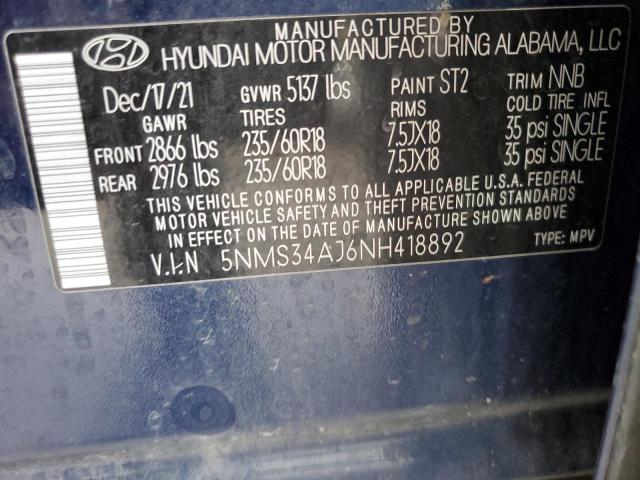 MANUFACTURED BY
HYUNDAI MOTOR MANUFACTURING ALABAMA, LLC
Dec/17/21 GVWR 5137 lbs PAINT ST2 TRIM NNB
GAWR TIRES RIMS COLD TIRE INFL
FRONT 2866 lbs 235/60R18 7.5JX18 35 psi SINGLE
REAR 2976 lbs 235/60R18 7.5JX18 35 psi SINGLE
THIS VEHICLE CONFORMS TO ALL APPLICABLE U.S.A. FEDERAL
MOTOR VEHICLE SAFETY AND THEFT PREVENTION STANDARDS
IN EFFECT ON THE DATE OF MANUFACTURE SHOWN ABOVE
V.I.N 5NMS34AJ6NH418892 TYPE: MPV